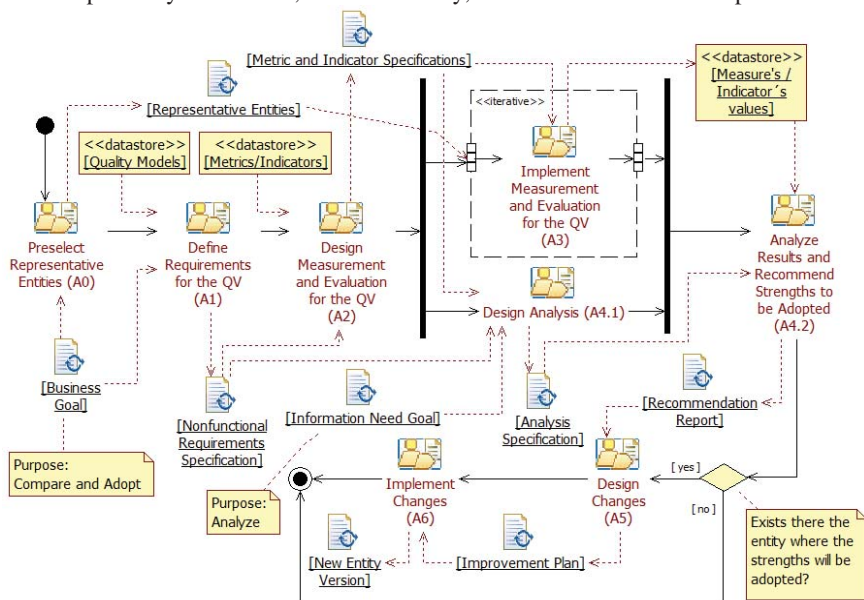 <<datastore>>
[Measure's /
Indicator´s
values]
[Metric and Indicator Specifications]
[Representative Entities]
<<iterative>>
<<datastore>>
[Quality Models]
<<datastore>>
[Metrics/Indicators]
Preselect
Representative
Entities (A0)
Define
Requirements
for the QV
(A1)
Design
Measurement
and Evaluation
for the QV
(A2)
Implement
Measurement
and Evaluation
for the QV
(A3)
Analyze
Results and
Recommend
Strengths to
be Adopted
(A4.2)
Design Analysis (A4.1)
[Business
Goal]
[Nonfunctional
Requirements
Specification]
[Information Need Goal]
[Analysis
Specification]
[Recommendation
Report]
Purpose:
Compare and Adopt
Purpose:
Analyze
Implement
Changes
(A6)
Design
Changes
(A5)
[ yes ]
[ no ]
[New Entity
Version]
[Improvement Plan]
Exists there the
entity where the
strengths will be
adopted?